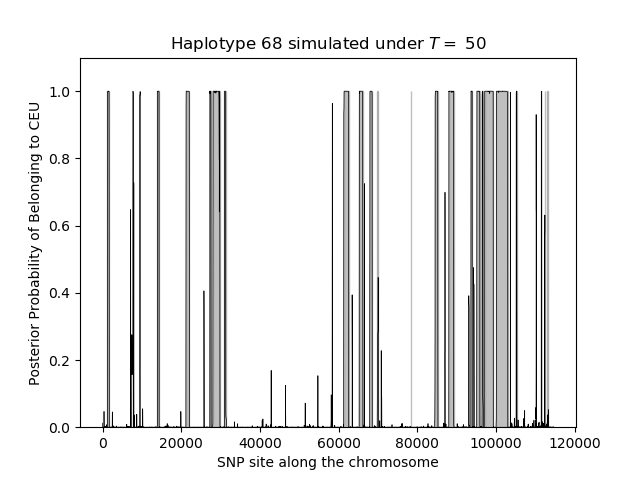 Haplotype 68 simulated under T = 50
Posterior Probability of Belonging to CEU
1.0
0.8
0.6
0.4
0.2
0.0
0 20000 40000 60000 80000 100000 120000
SNP site along the chromosome